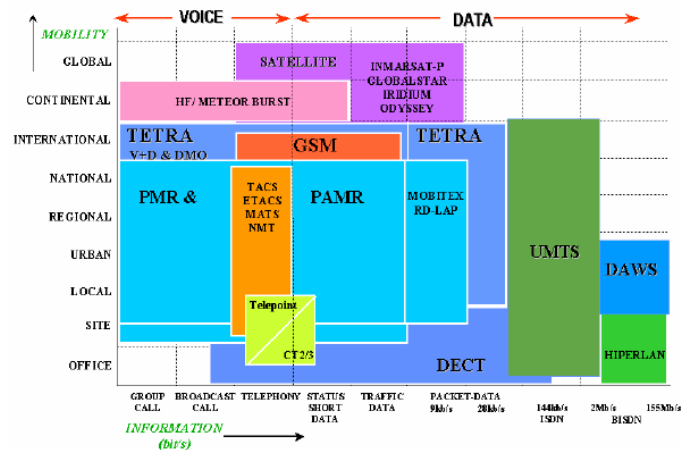 VOICE
DATA
MOBILITY
GLOBAL
CONTINENTAL
INTERNATIONAL
NATIONAL
REGIONAL
URBAN
LOCAL
SITE
OFFICE
SATELLITE
INMARSAT-P
GLOBALSTAR
IRIDIUM
ODYSSEY
HF/ METEOR BURST
TETRA
V+D & DMO
GSM
TETRA
PMR &
TACS
ETACS
MATS
NMT
PAMR
MOBITEX
RD-LAP
UMTS
DAWS
Telepoint
CT2/3
DECT
HIPERLAN
GROUP
CALL
BROADCAST
CALL
TELEPHONY
STATUS
SHORT
DATA
TRAFFIC
DATA
PACKET-DATA
9kb/s
28kb/s
144kb/s
ISDN
2Mb/s
BISDN
155Mb/s
INFORMATION
(bit/s)